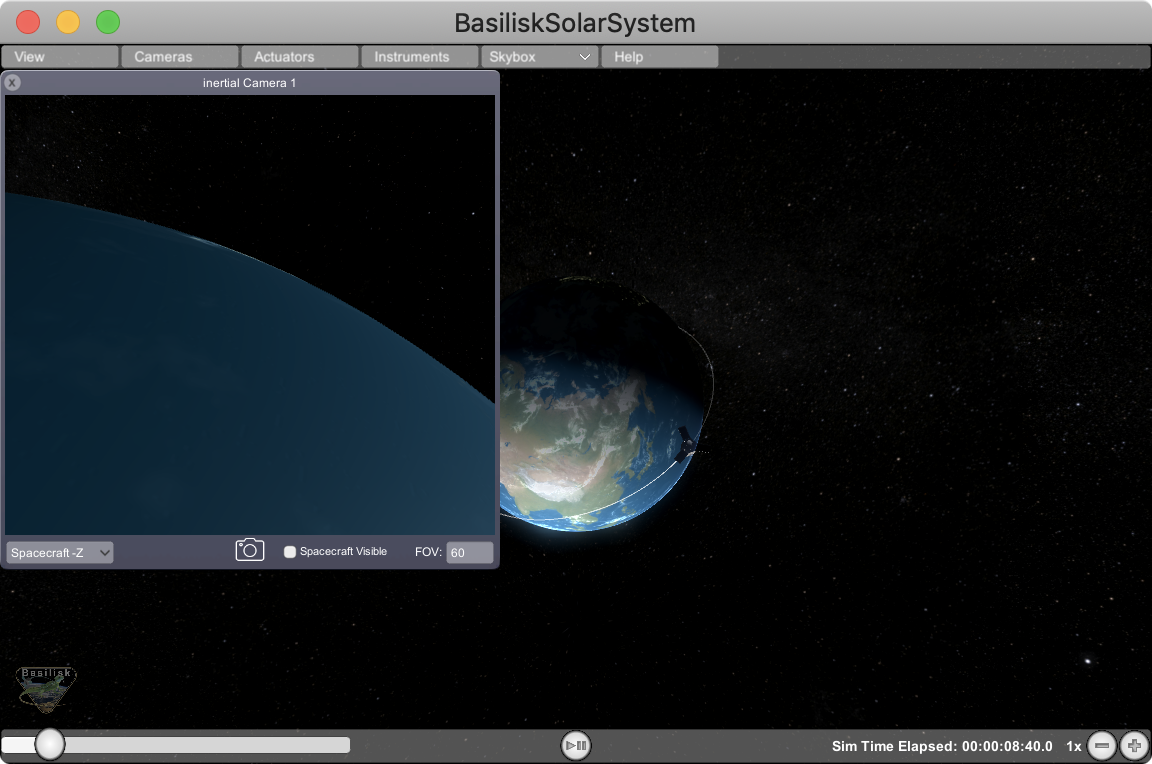 BasiliskSolarSystem
View Cameras Actuators Instruments Skybox Help
X inertial Camera 1
Spacecraft -Z Spacecraft Visible FOV: 60
Basilisk
Sim Time Elapsed: 00:00:08:40.0 1x